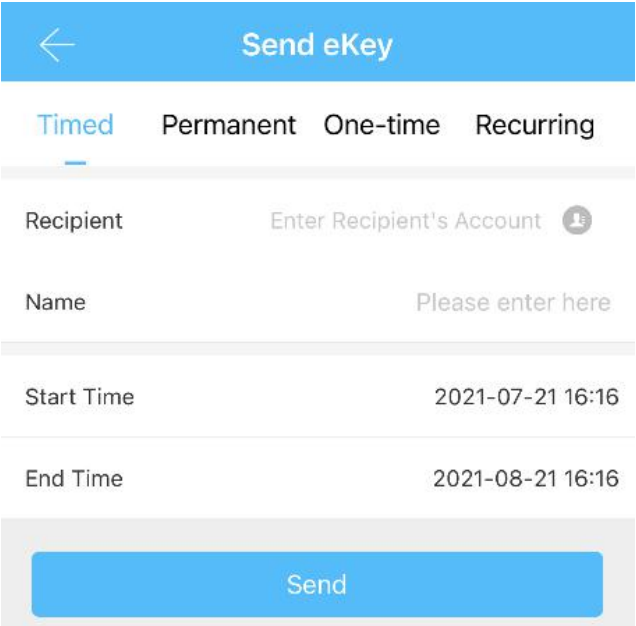 Send eKey
Timed Permanent One-time Recurring
Recipient Enter Recipient's Account
Name Please enter here
Start Time 2021-07-21 16:16
End Time 2021-08-21 16:16
Send